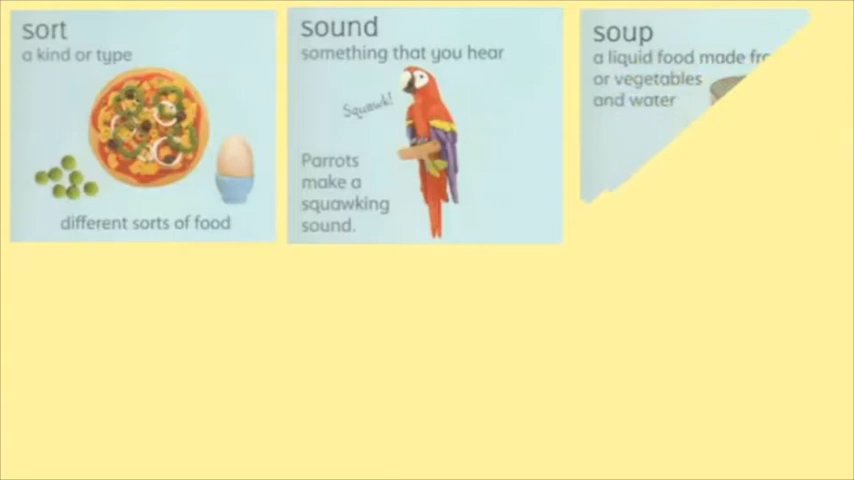 sort
a kind or type
different sorts of food
sound
something that you hear
Squawk!
Parrots
make a
squawking
sound.
soup
a liquid food made
or vegetables
and water